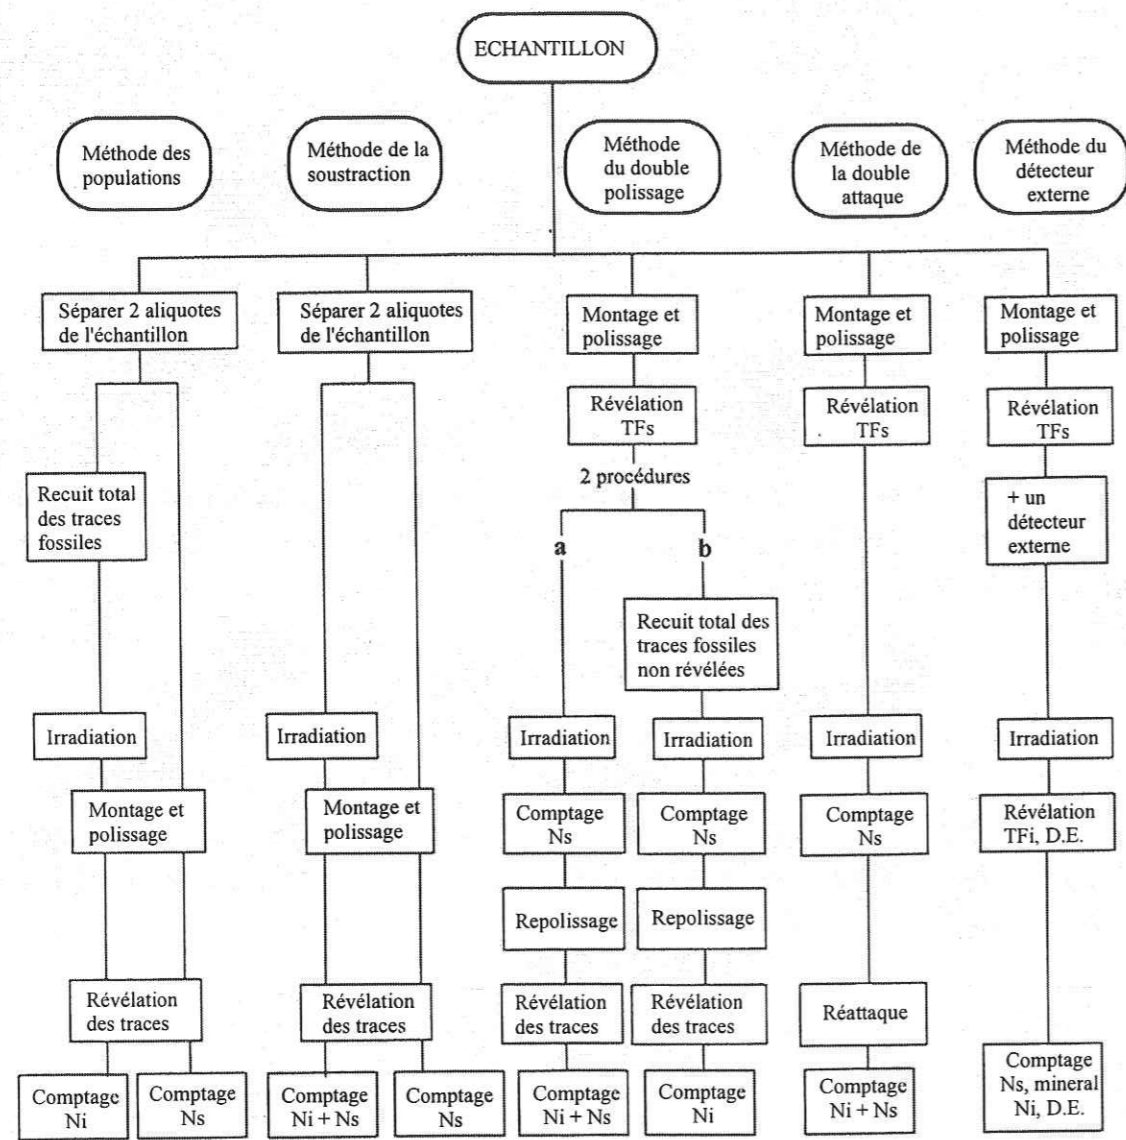 ECHANTILLON
Méthode des
populations
Méthode de la
soustraction
Méthode
du double
polissage
Méthode de
la double
attaque
Méthode du
détecteur
externe
Séparer 2 aliquotes
de l'échantillon
Séparer 2 aliquotes
de l'échantillon
Montage et
polissage
Montage et
polissage
Montage et
polissage
Révélation
TFs
Révélation
TFs
Révélation
TFs
2 procédures
Recuit total
des traces
fossiles
+ un
détecteur
externe
a
b
Recuit total des
traces fossiles
non révélées
Irradiation
Irradiation
Irradiation
Irradiation
Irradiation
Irradiation
Montage et
polissage
Montage et
polissage
Comptage
Ns
Comptage
Ns
Comptage
Ns
Révélation
TFi, D.E.
Repolissage
Repolissage
Révélation
des traces
Révélation
des traces
Révélation
des traces
Révélation
des traces
Réattaque
Comptage
Ni
Comptage
Ns
Comptage
Ni + Ns
Comptage
Ns
Comptage
Ni + Ns
Comptage
Ni
Comptage
Ni + Ns
Comptage
Ns, mineral
Ni, D.E.